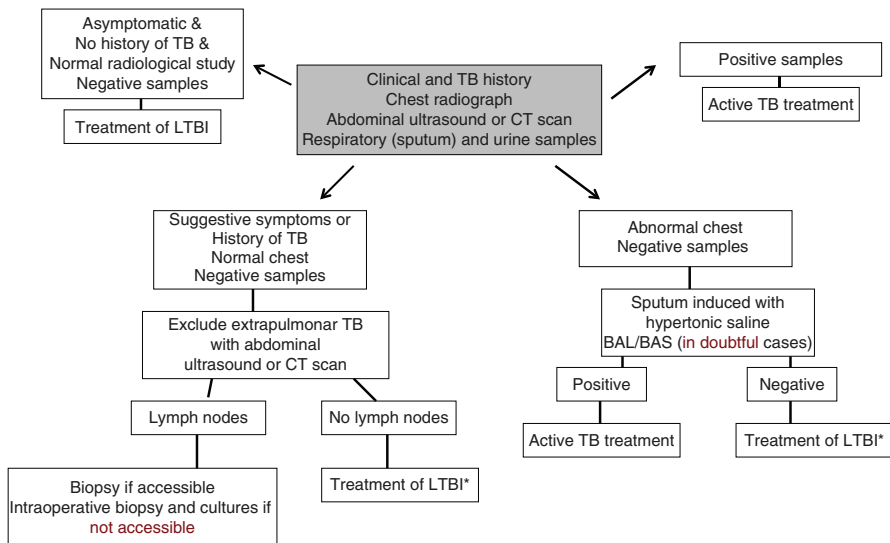 Asymptomatic &
No history of TB &
Normal radiological study
Negative samples
Treatment of LTBI
Clinical and TB history
Chest radiograph
Abdominal ultrasound or CT scan
Respiratory (sputum) and urine samples
Positive samples
Active TB treatment
Suggestive symptoms or
History of TB
Normal chest
Negative samples
Exclude extrapulmonar TB
with abdominal
ultrasound or CT scan
Lymph nodes
No lymph nodes
Biopsy if accessible
Intraoperative biopsy and cultures if
not accessible
Treatment of LTBI*
Abnormal chest
Negative samples
Sputum induced with
hypertonic saline
BAL/BAS (in doubtful cases)
Positive
Negative
Active TB treatment
Treatment of LTBI*